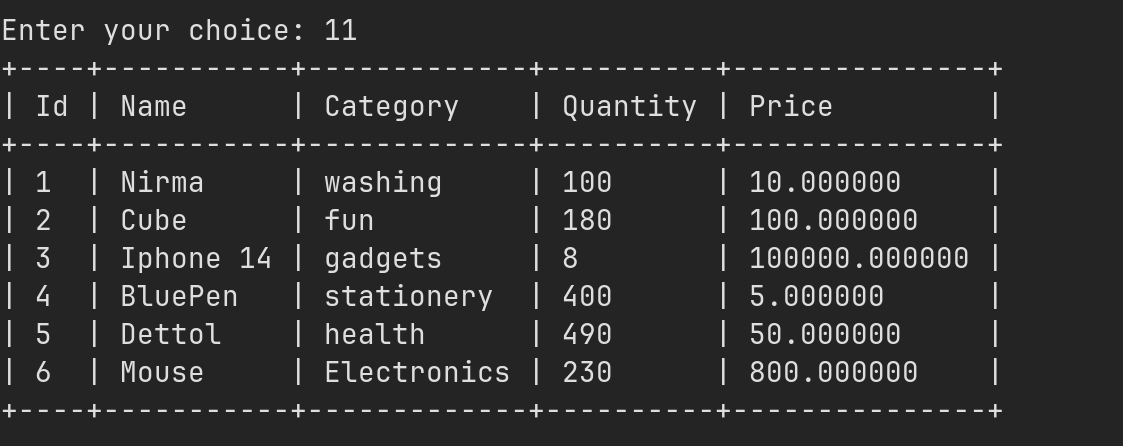 Enter your choice: 11
+----+-----------+-------------+----------+---------------+
| Id | Name      | Category    | Quantity | Price         |
+----+-----------+-------------+----------+---------------+
| 1  | Nirma     | washing     | 100      | 10.000000     |
| 2  | Cube      | fun         | 180      | 100.000000    |
| 3  | Iphone 14 | gadgets     | 8        | 100000.000000 |
| 4  | BluePen   | stationery  | 400      | 5.000000      |
| 5  | Dettol    | health      | 490      | 50.000000     |
| 6  | Mouse     | Electronics | 230      | 800.000000    |
+----+-----------+-------------+----------+---------------+